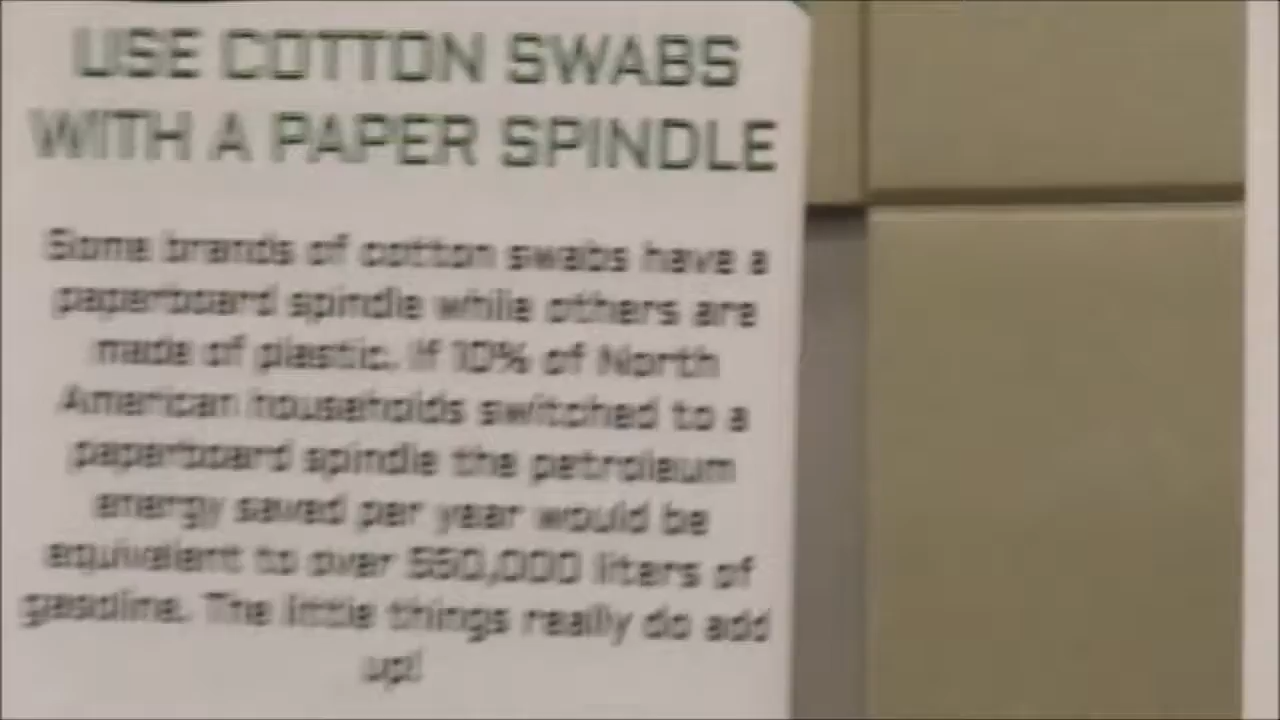 USE COTTON SWABS
WITH A PAPER SPINDLE
Some brands of cotton swabs have a
paperboard spindle while others are
made of plastic. If 10% of North
American households switched to a
paperboard spindle the petroleum
energy saved per year would be
equivalent to over 550,000 liters of
gasoline. The little things really do add
up!